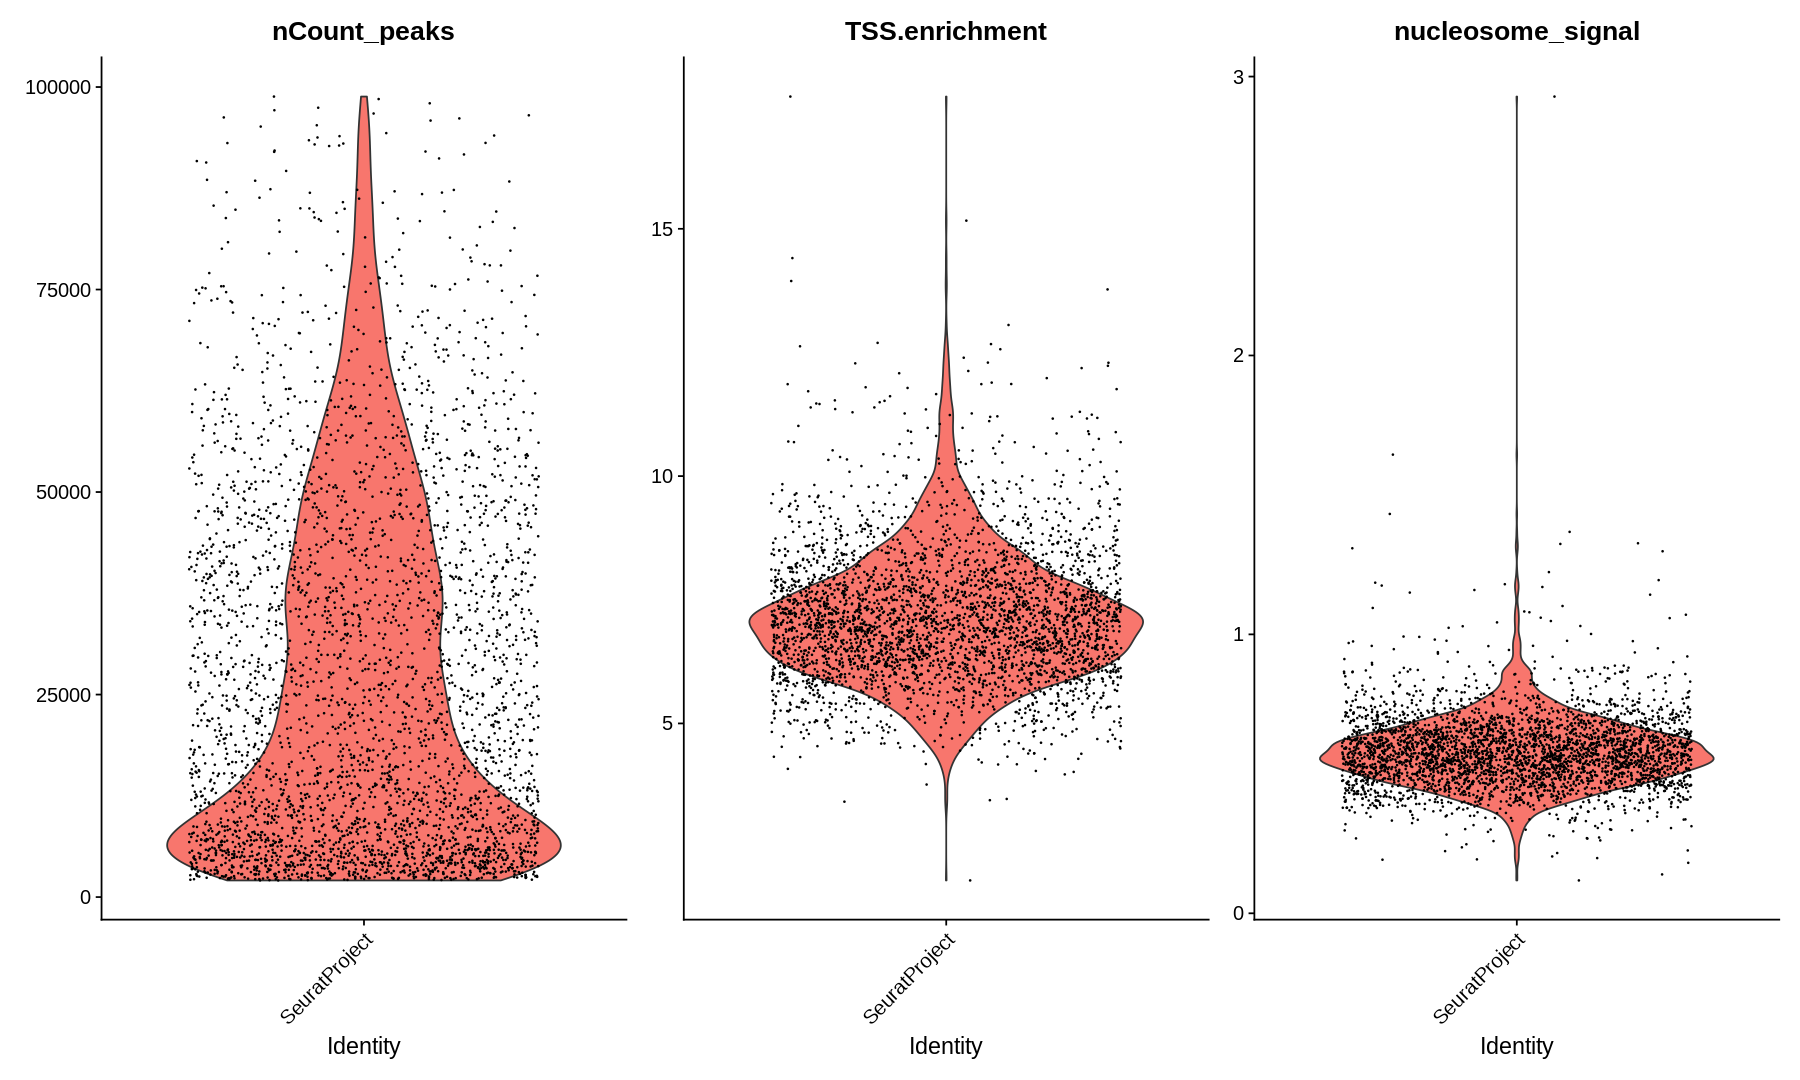 nCount_peaks
100000
75000
50000
25000
0
SeuratProject
Identity
TSS.enrichment
15
10
5
SeuratProject
Identity
nucleosome_signal
3
2
1
0
SeuratProject
Identity